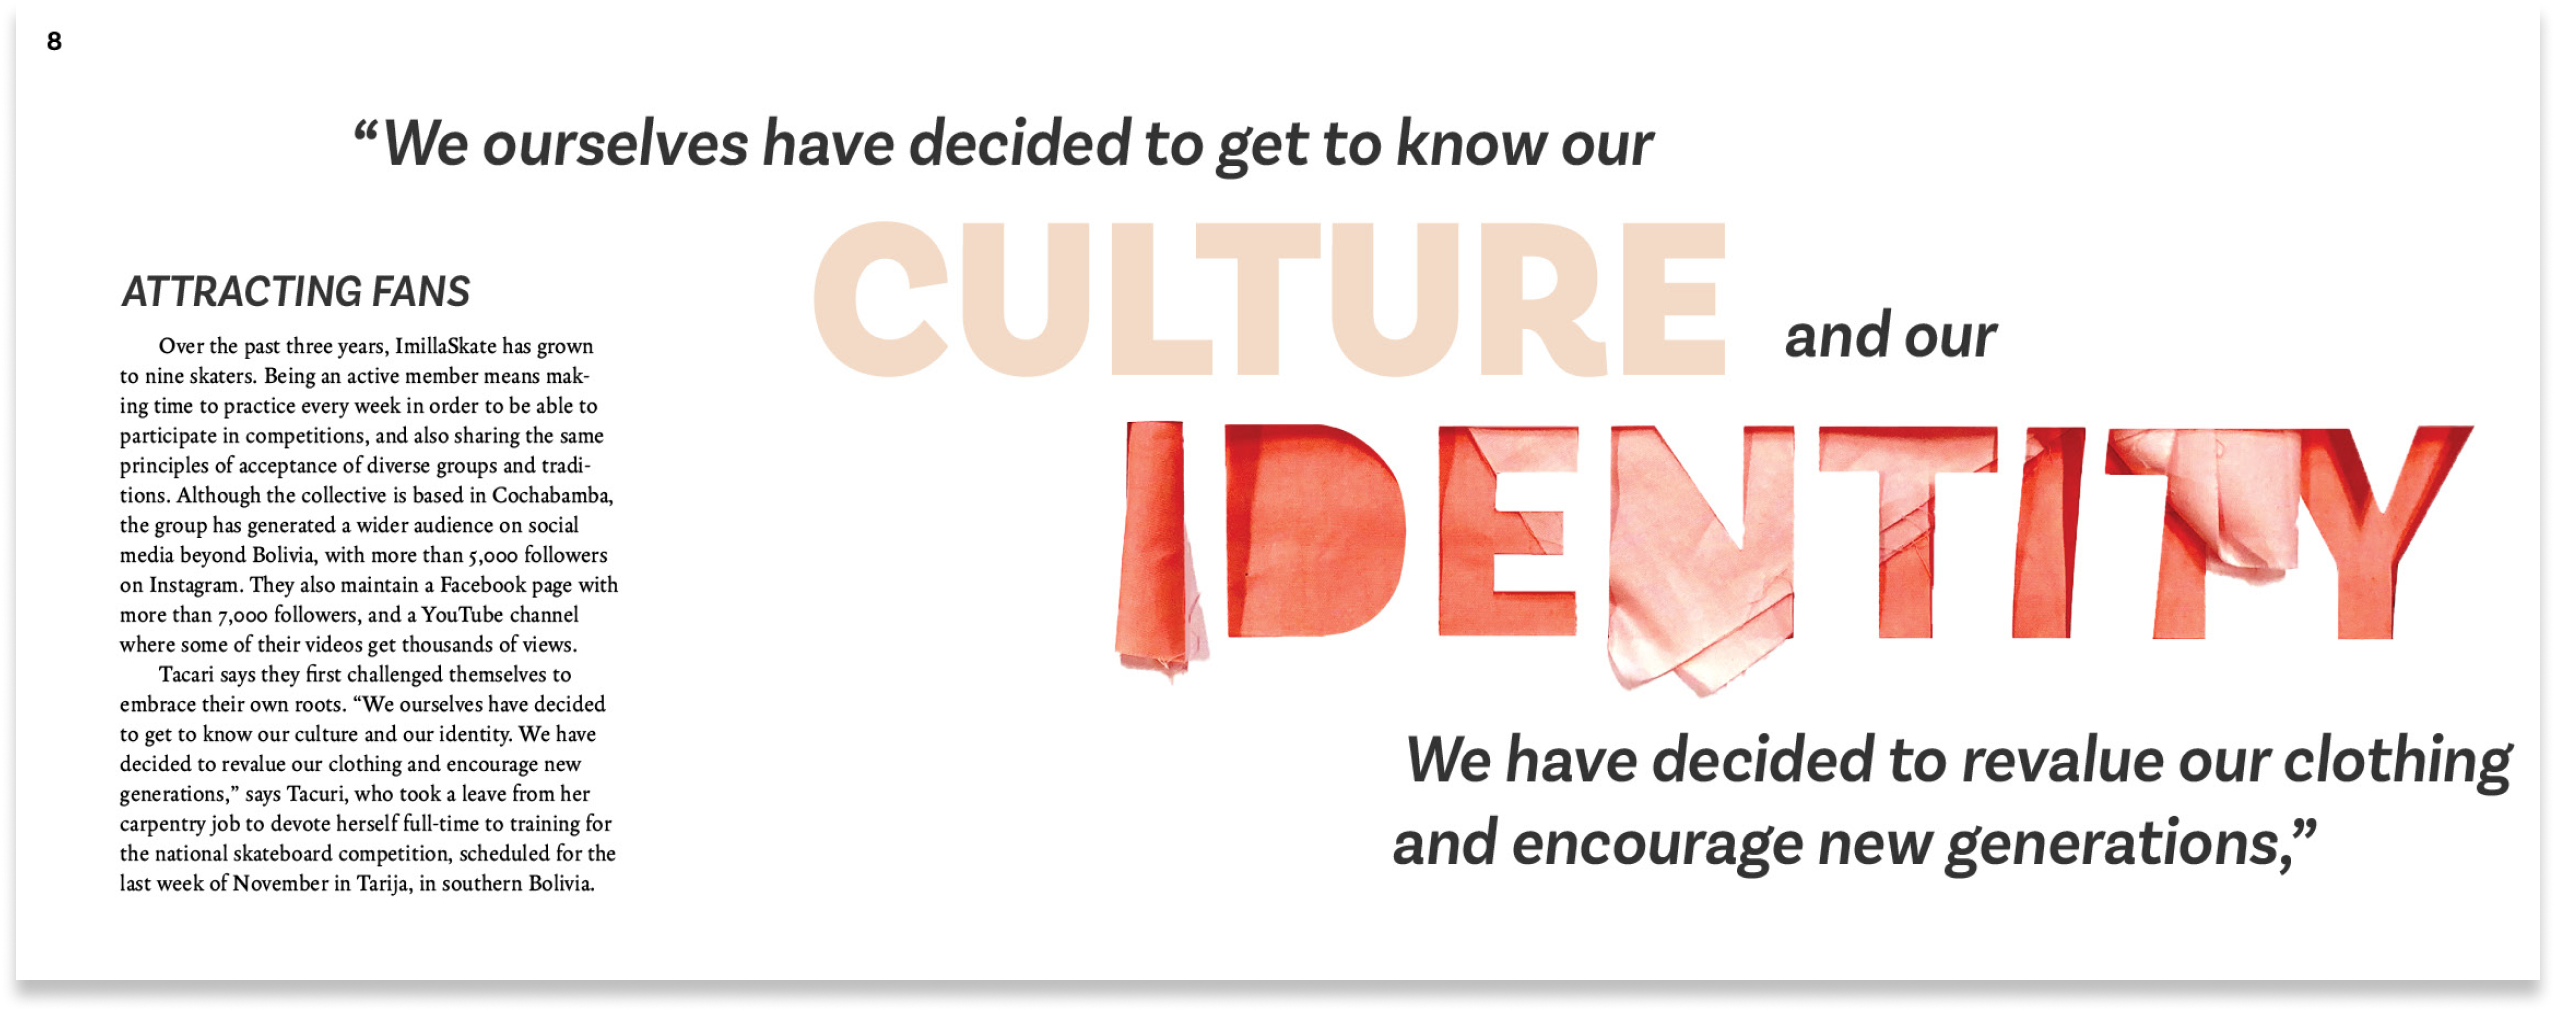 8
“We ourselves have decided to get to know our
CULTURE
and our
IDENTITY
We have decided to revalue our clothing
and encourage new generations,”
ATTRACTING FANS
Over the past three years, ImillaSkate has grown
to nine skaters. Being an active member means mak-
ing time to practice every week in order to be able to
participate in competitions, and also sharing the same
principles of acceptance of diverse groups and tradi-
tions. Although the collective is based in Cochabamba,
the group has generated a wider audience on social
media beyond Bolivia, with more than 5,000 followers
on Instagram. They also maintain a Facebook page with
more than 7,000 followers, and a YouTube channel
where some of their videos get thousands of views.
Tacari says they first challenged themselves to
embrace their own roots. “We ourselves have decided
to get to know our culture and our identity. We have
decided to revalue our clothing and encourage new
generations,” says Tacuri, who took a leave from her
carpentry job to devote herself full-time to training for
the national skateboard competition, scheduled for the
last week of November in Tarija, in southern Bolivia.